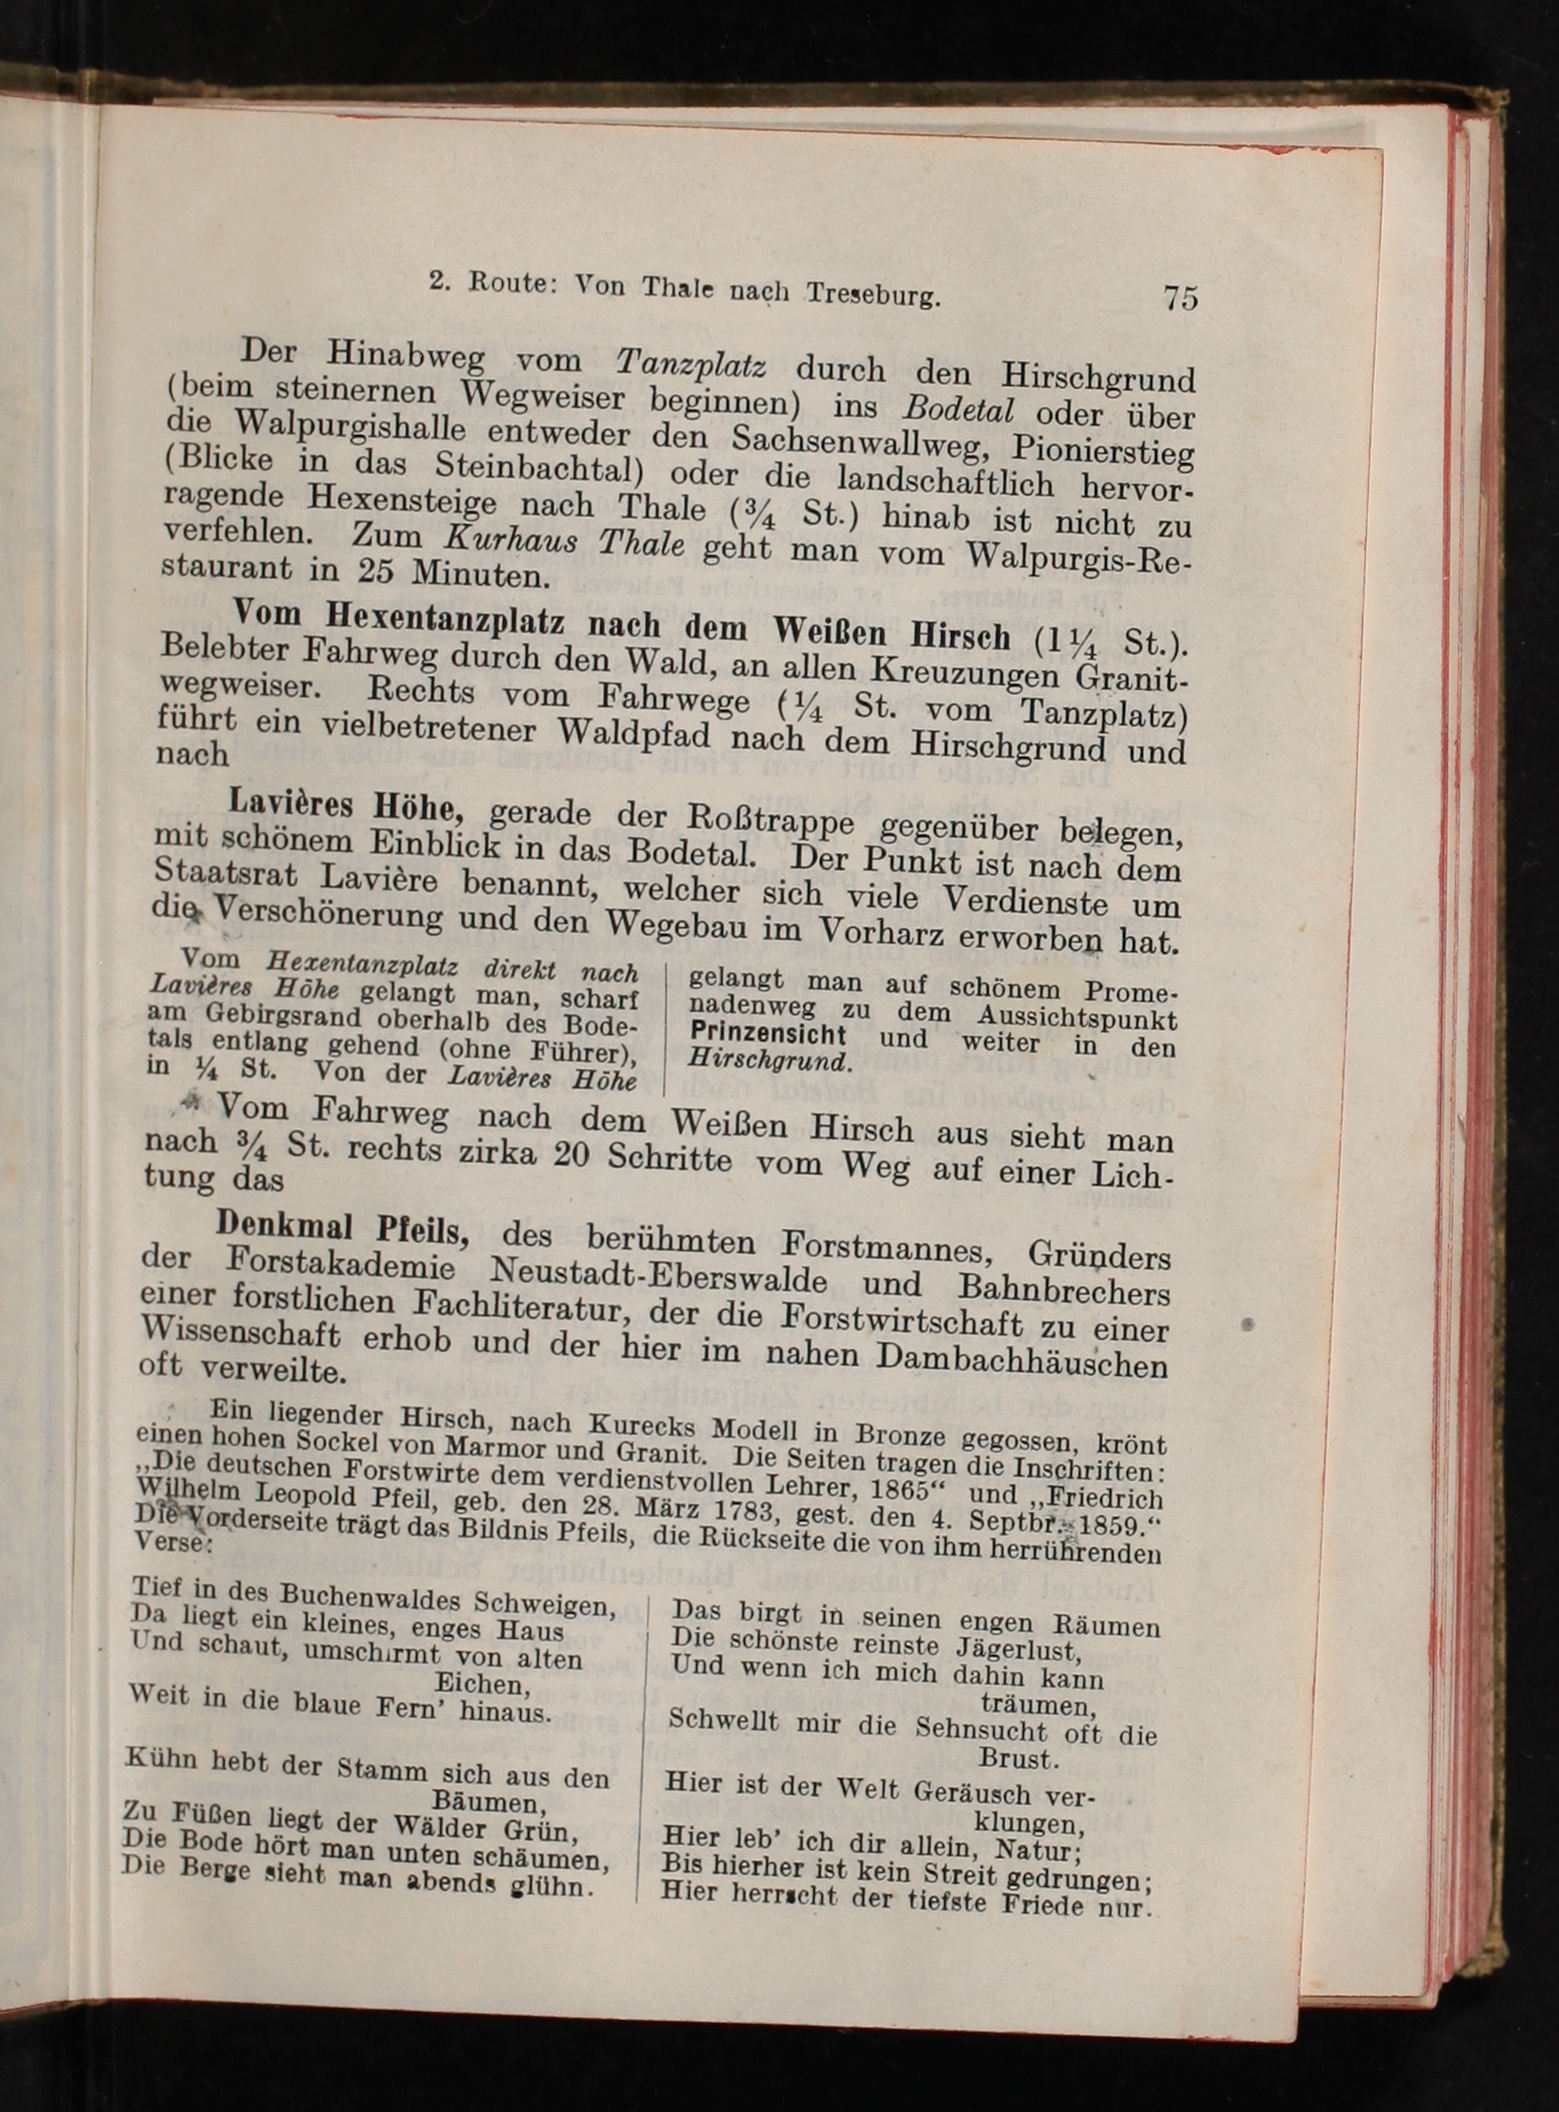 2. Route: Von Thale nach Treseburg. 75
Der Hinabweg vom Tanzplatz durch den Hirschgrund
(beim steinernen Wegweiser beginnen) ins Bodetal oder über
die Walpurgishalle entweder den Sachsenwallweg, Pionierstieg
(Blicke in das Steinbachtal) oder die landschaftlich hervor-
ragende Hexensteige nach Thale (¾ St.) hinab ist nicht zu
verfehlen. Zum Kurhaus Thale geht man vom Walpurgis-Re-
staurant in 25 Minuten.
Vom Hexentanzplatz nach dem Weißen Hirsch (1¼ St.).
Belebter Fahrweg durch den Wald, an allen Kreuzungen Granit-
wegweiser. Rechts vom Fahrwege (¼ St. vom Tanzplatz)
führt ein vielbetretener Waldpfad nach dem Hirschgrund und
nach
Lavières Höhe, gerade der Roßtrappe gegenüber belegen,
mit schönem Einblick in das Bodetal. Der Punkt ist nach dem
Staatsrat Lavière benannt, welcher sich viele Verdienste um
die Verschönerung und den Wegebau im Vorharz erworben hat.
Vom Hexentanzplatz direkt nach
Lavières Höhe gelangt man, scharf
am Gebirgsrand oberhalb des Bode-
tals entlang gehend (ohne Führer),
in ¼ St. Von der Lavières Höhe
gelangt man auf schönem Prome-
nadenweg zu dem Aussichtspunkt
Prinzensicht und weiter in den
Hirschgrund.
Vom Fahrweg nach dem Weißen Hirsch aus sieht man
nach ¾ St. rechts zirka 20 Schritte vom Weg auf einer Lich-
tung das
Denkmal Pfeils, des berühmten Forstmannes, Gründers
der Forstakademie Neustadt-Eberswalde und Bahnbrechers
einer forstlichen Fachliteratur, der die Forstwirtschaft zu einer
Wissenschaft erhob und der hier im nahen Dambachhäuschen
oft verweilte.
Ein liegender Hirsch, nach Kurecks Modell in Bronze gegossen, krönt
einen hohen Sockel von Marmor und Granit. Die Seiten tragen die Inschriften:
„Die deutschen Forstwirte dem verdienstvollen Lehrer, 1865“ und „Friedrich
Wilhelm Leopold Pfeil, geb. den 28. März 1783, gest. den 4. Septbr. 1859.“
Die Vorderseite trägt das Bildnis Pfeils, die Rückseite die von ihm herrührenden
Verse:
Tief in des Buchenwaldes Schweigen,
Da liegt ein kleines, enges Haus
Und schaut, umschirmt von alten
Eichen,
Weit in die blaue Fern’ hinaus.
Kühn hebt der Stamm sich aus den
Bäumen,
Zu Füßen liegt der Wälder Grün,
Die Bode hört man unten schäumen,
Die Berge sieht man abends glühn.
Das birgt in seinen engen Räumen
Die schönste reinste Jägerlust,
Und wenn ich mich dahin kann
träumen,
Schwellt mir die Sehnsucht oft die
Brust.
Hier ist der Welt Geräusch ver-
klungen,
Hier leb’ ich dir allein, Natur;
Bis hierher ist kein Streit gedrungen;
Hier herrscht der tiefste Friede nur.